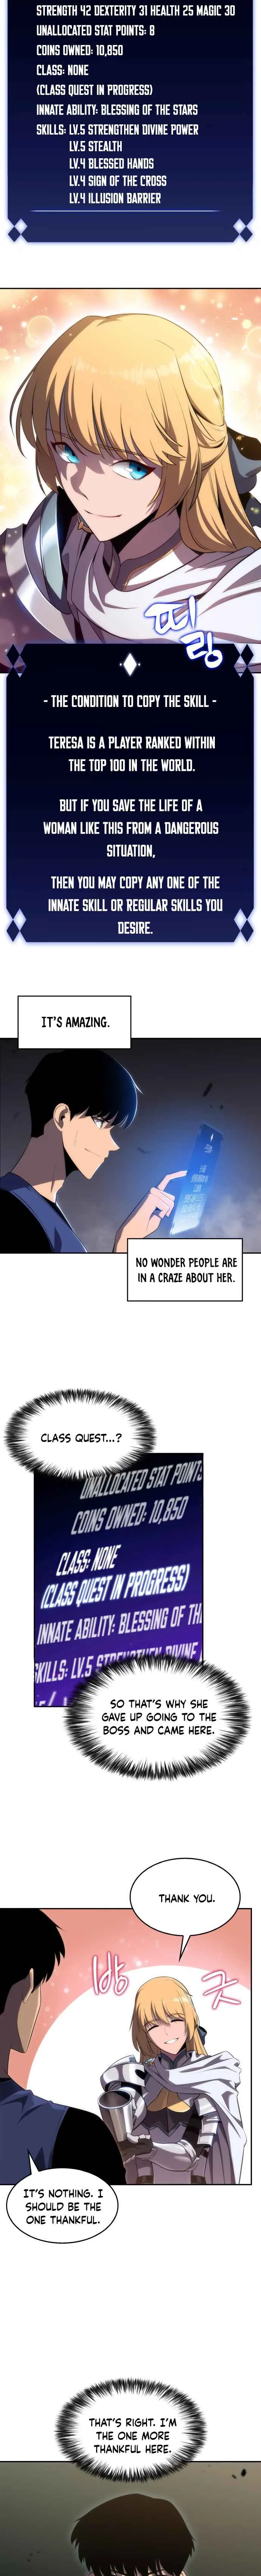 STRENGTH 42 DEXTERITY 31 HEALTH 25 MAGIC 30
UNALLOCATED STAT POINTS: 8
COINS OWNED: 10,850
CLASS: NONE
(CLASS QUEST IN PROGRESS)
INNATE ABILITY: BLESSING OF THE STARS
SKILLS: LV.5 STRENGTHEN DIVINE POWER
LV.5 STEALTH
LV.4 BLESSED HANDS
LV.4 SIGN OF THE CROSS
LV.4 ILLUSION BARRIER
띠
링
- THE CONDITION TO COPY THE SKILL -
TERESA IS A PLAYER RANKED WITHIN
THE TOP 100 IN THE WORLD.
BUT IF YOU SAVE THE LIFE OF A
WOMAN LIKE THIS FROM A DANGEROUS
SITUATION,
THEN YOU MAY COPY ANY ONE OF THE
INNATE SKILL OR REGULAR SKILLS YOU
DESIRE.
IT'S AMAZING.
NO WONDER PEOPLE ARE
IN A CRAZE ABOUT HER.
CLASS QUEST...?
UNALLOCATED STAT POINTS
COINS OWNED: 10,850
CLASS: NONE
(CLASS QUEST IN PROGRESS)
INNATE ABILITY: BLESSING OF TH
SKILLS: LV.5 STRENGTHEN DIVINE
SO THAT'S WHY SHE
GAVE UP GOING TO THE
BOSS AND CAME HERE.
THANK YOU.
방
긋
IT'S NOTHING. I
SHOULD BE THE
ONE THANKFUL.
THAT'S RIGHT. I'M
THE ONE MORE
THANKFUL HERE.